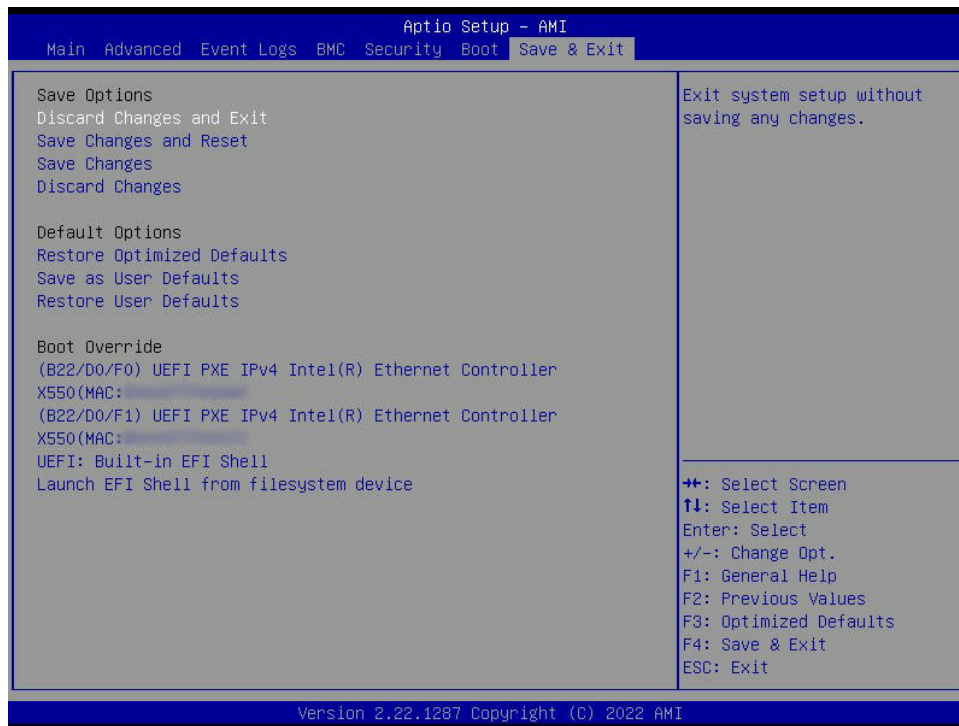 Aptio Setup – AMI
Main Advanced Event Logs BMC Security Boot Save & Exit
Save Options
Discard Changes and Exit
Save Changes and Reset
Save Changes
Discard Changes
Default Options
Restore Optimized Defaults
Save as User Defaults
Restore User Defaults
Boot Override
(B22/D0/F0) UEFI PXE IPv4 Intel(R) Ethernet Controller
X550(MAC:
(B22/D0/F1) UEFI PXE IPv4 Intel(R) Ethernet Controller
X550(MAC:
UEFI: Built-in EFI Shell
Launch EFI Shell from filesystem device
Exit system setup without
saving any changes.
→←: Select Screen
↑↓: Select Item
Enter: Select
+/-: Change Opt.
F1: General Help
F2: Previous Values
F3: Optimized Defaults
F4: Save & Exit
ESC: Exit
Version 2.22.1287 Copyright (C) 2022 AMI